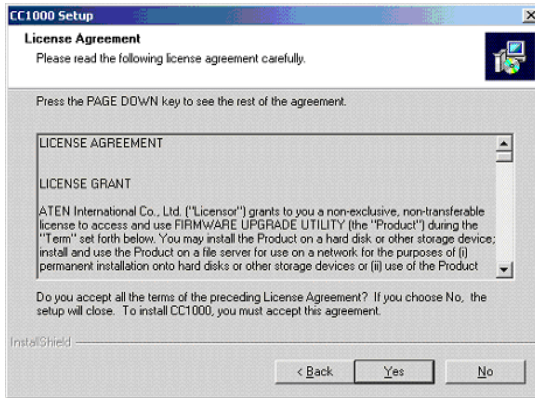 CC1000 Setup
License Agreement
Please read the following license agreement carefully.
Press the PAGE DOWN key to see the rest of the agreement.
LICENSE AGREEMENT
LICENSE GRANT
ATEN International Co., Ltd. ("Licensor") grants to you a non-exclusive, non-transferable
license to access and use FIRMWARE UPGRADE UTILITY (the "Product") during the
"Term" set forth below. You may install the Product on a hard disk or other storage device;
install and use the Product on a file server for use on a network for the purposes of (i)
permanent installation onto hard disks or other storage devices or (ii) use of the Product
Do you accept all the terms of the preceding License Agreement? If you choose No, the
setup will close. To install CC1000, you must accept this agreement.
InstallShield
< Back Yes No